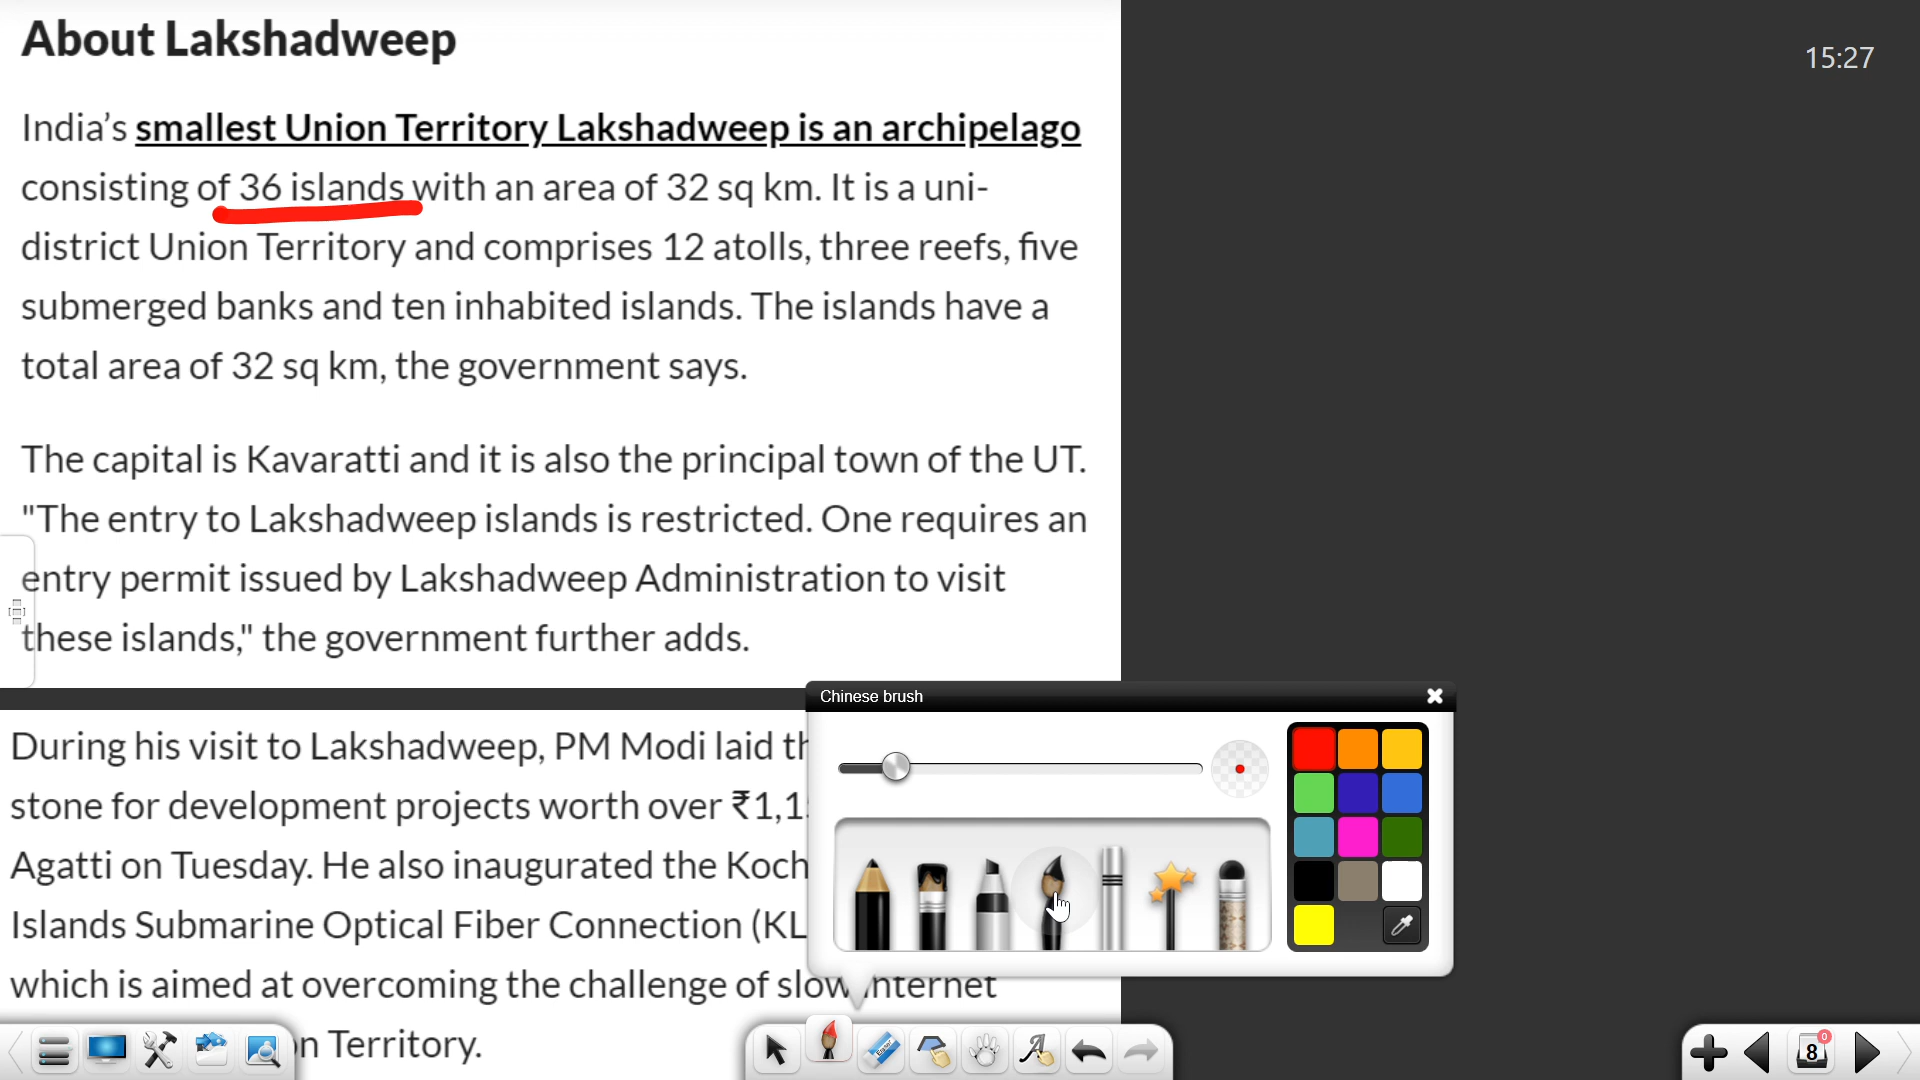 About Lakshadweep
15:27
India’s smallest Union Territory Lakshadweep is an archipelago
consisting of 36 islands with an area of 32 sq km. It is a uni-
district Union Territory and comprises 12 atolls, three reefs, five
submerged banks and ten inhabited islands. The islands have a
total area of 32 sq km, the government says.
The capital is Kavaratti and it is also the principal town of the UT.
"The entry to Lakshadweep islands is restricted. One requires an
entry permit issued by Lakshadweep Administration to visit
these islands," the government further adds.
Chinese brush
During his visit to Lakshadweep, PM Modi laid
stone for development projects worth over
Agatti on Tuesday. He also inaugurated the
Islands Submarine Optical Fiber Connection
which is aimed at overcoming the challenge of slow internet
Territory.
Eraser
A
8
0